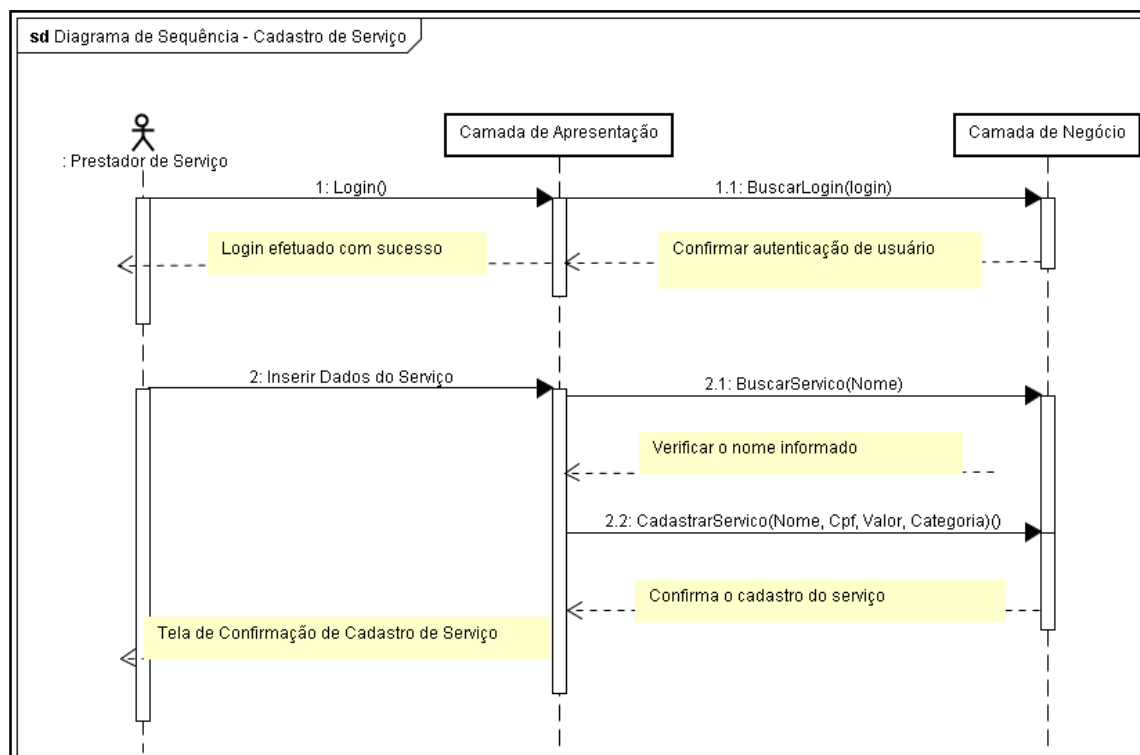 sd Diagrama de Sequência - Cadastro de Serviço
: Prestador de Serviço
Camada de Apresentação
Camada de Negócio
1: Login()
1.1: BuscarLogin(login)
Login efetuado com sucesso
Confirmar autenticação de usuário
2: Inserir Dados do Serviço
2.1: BuscarServico(Nome)
Verificar o nome informado
2.2: CadastrarServico(Nome, Cpf, Valor, Categoria)()
Confirma o cadastro do serviço
Tela de Confirmação de Cadastro de Serviço